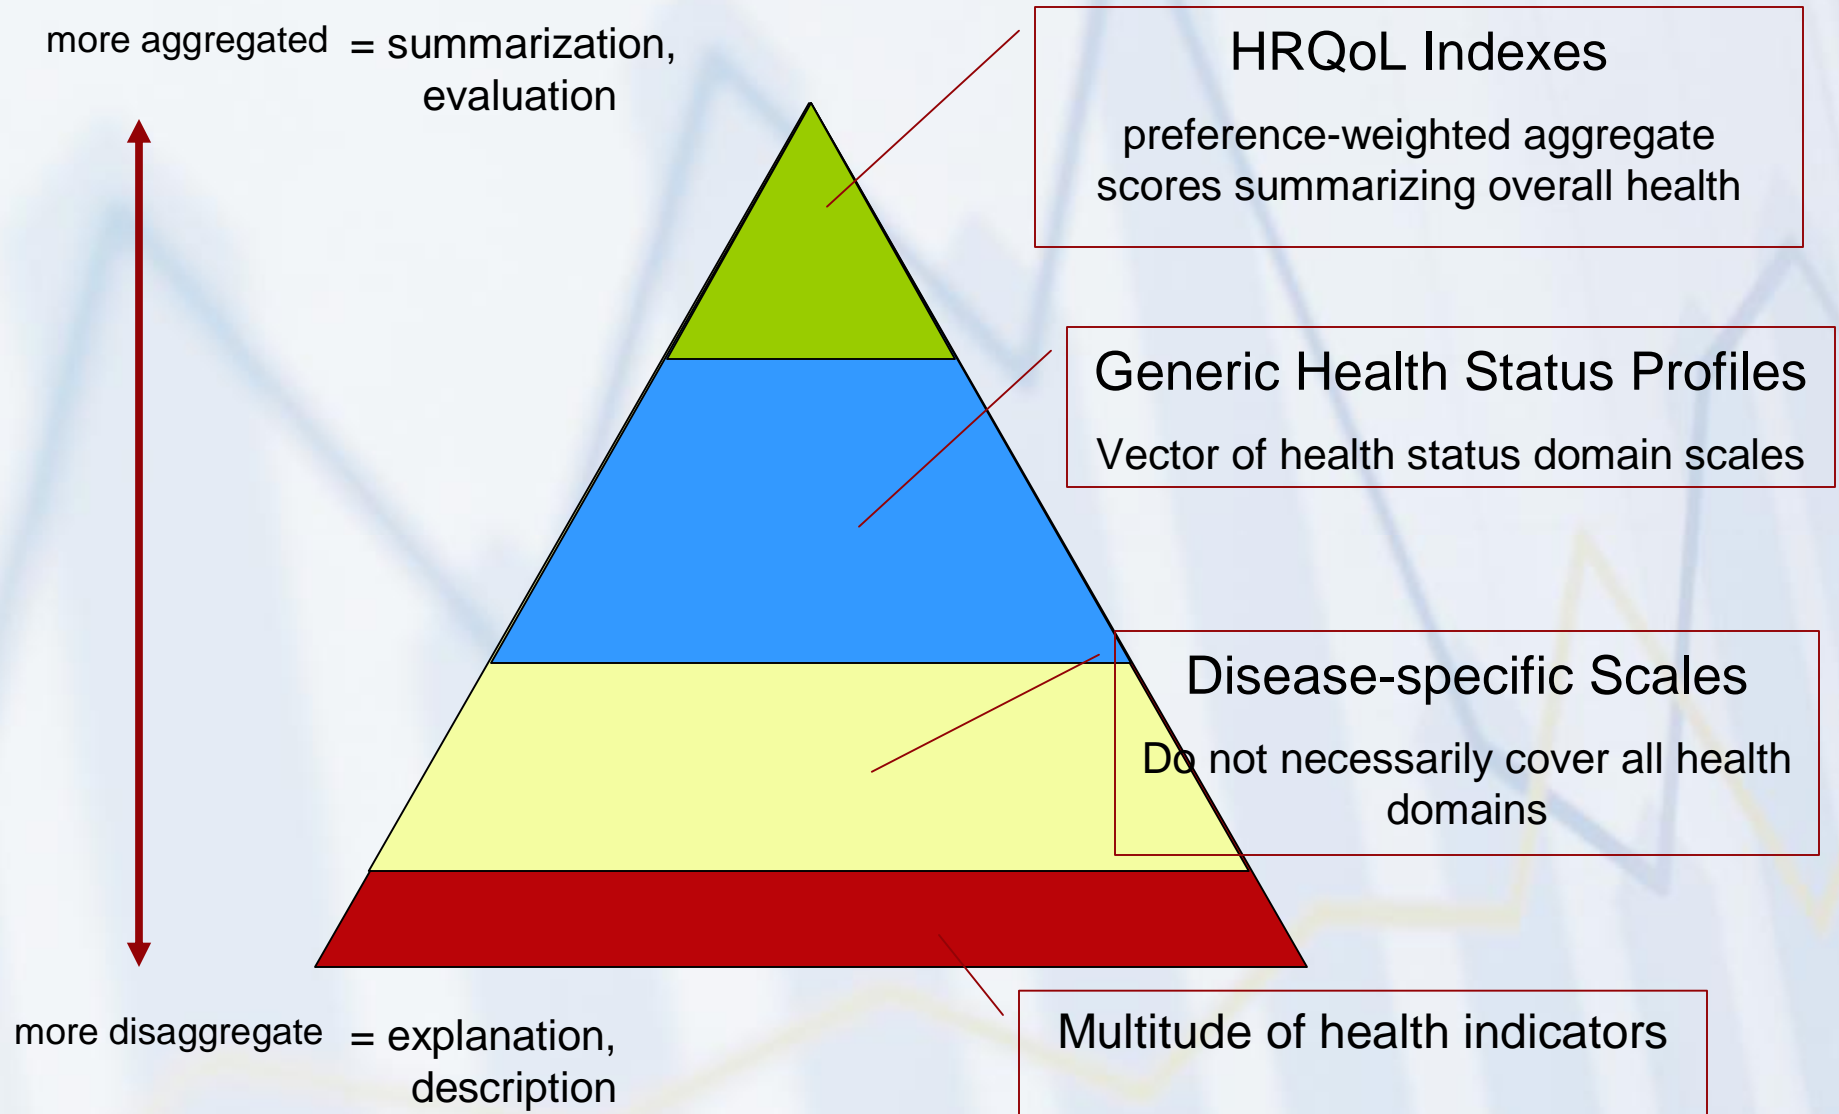 more aggregated = summarization,
evaluation
HRQoL Indexes
preference-weighted aggregate
scores summarizing overall health
Generic Health Status Profiles
Vector of health status domain scales
Disease-specific Scales
Do not necessarily cover all health
domains
more disaggregate = explanation,
description
Multitude of health indicators